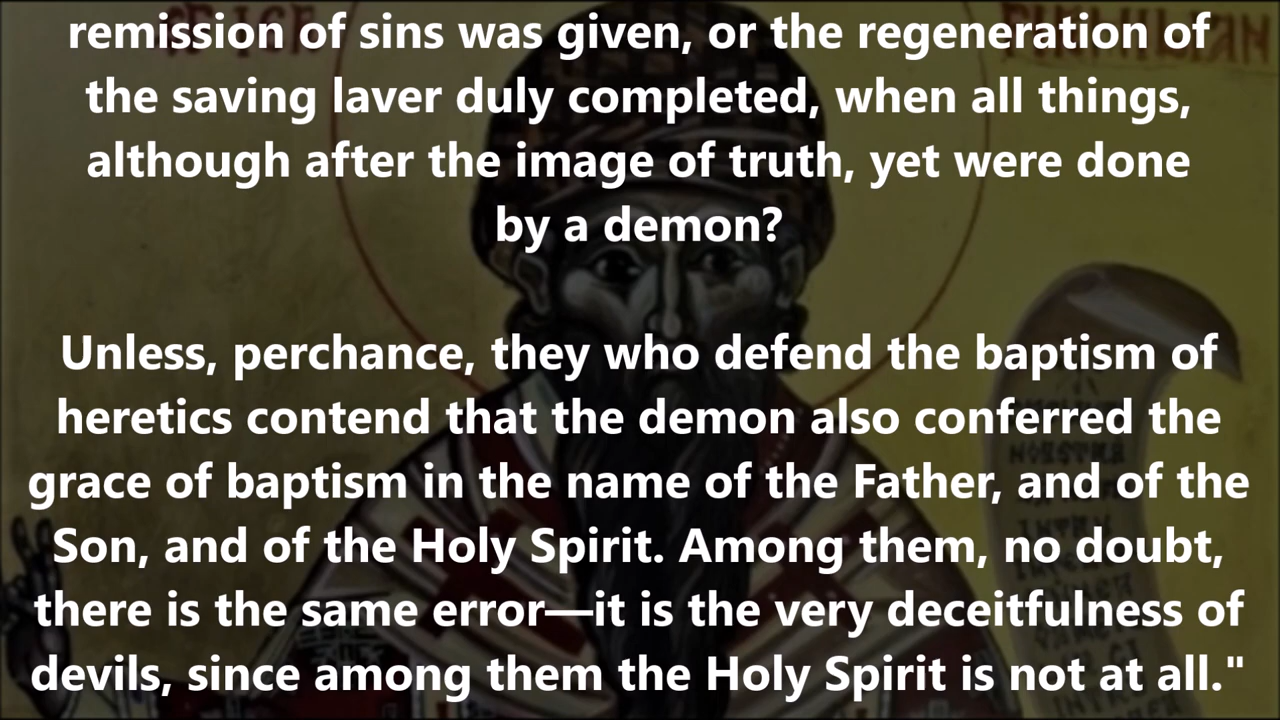 remission of sins was given, or the regeneration of
the saving laver duly completed, when all things,
although after the image of truth, yet were done
by a demon?
Unless, perchance, they who defend the baptism of
heretics contend that the demon also conferred the
grace of baptism in the name of the Father, and of the
Son, and of the Holy Spirit. Among them, no doubt,
there is the same error—it is the very deceitfulness of
devils, since among them the Holy Spirit is not at all."